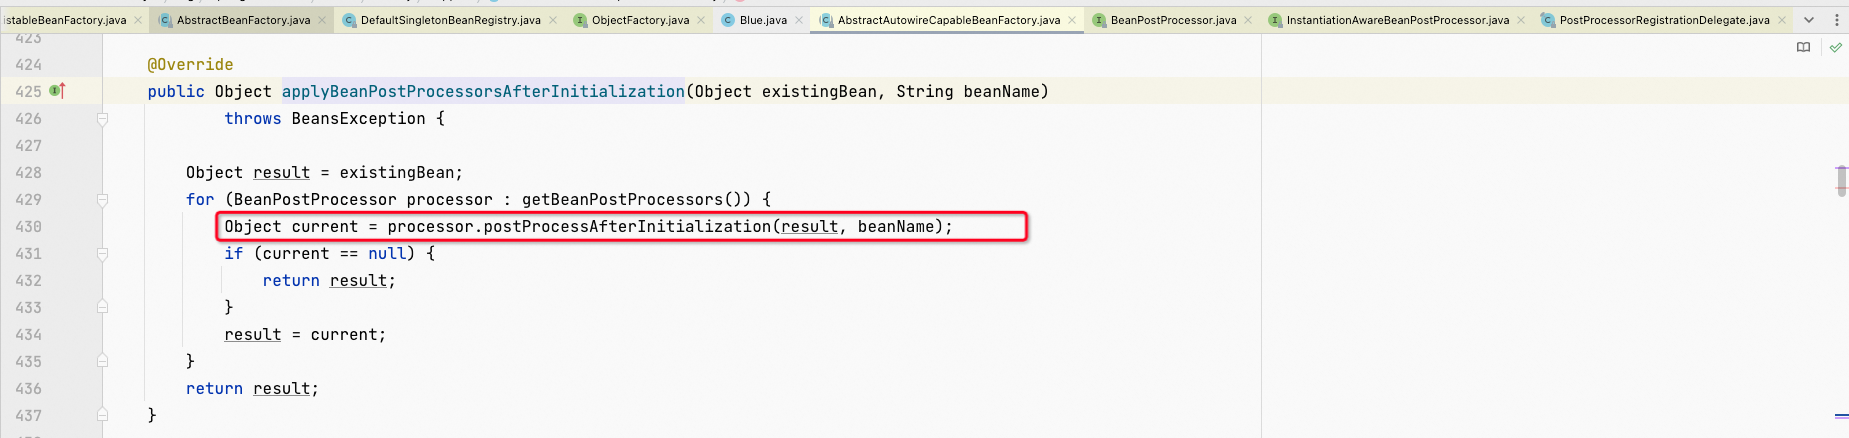 istableBeanFactory.java AbstractBeanFactory.java DefaultSingletonBeanRegistry.java ObjectFactory.java Blue.java AbstractAutowireCapableBeanFactory.java BeanPostProcessor.java InstantiationAwareBeanPostProcessor.java PostProcessorRegistrationDelegate.java
423
424 @Override
425 public Object applyBeanPostProcessorsAfterInitialization(Object existingBean, String beanName)
426 throws BeansException {
427
428 Object result = existingBean;
429 for (BeanPostProcessor processor : getBeanPostProcessors()) {
430 Object current = processor.postProcessAfterInitialization(result, beanName);
431 if (current == null) {
432 return result;
433 }
434 result = current;
435 }
436 return result;
437 }